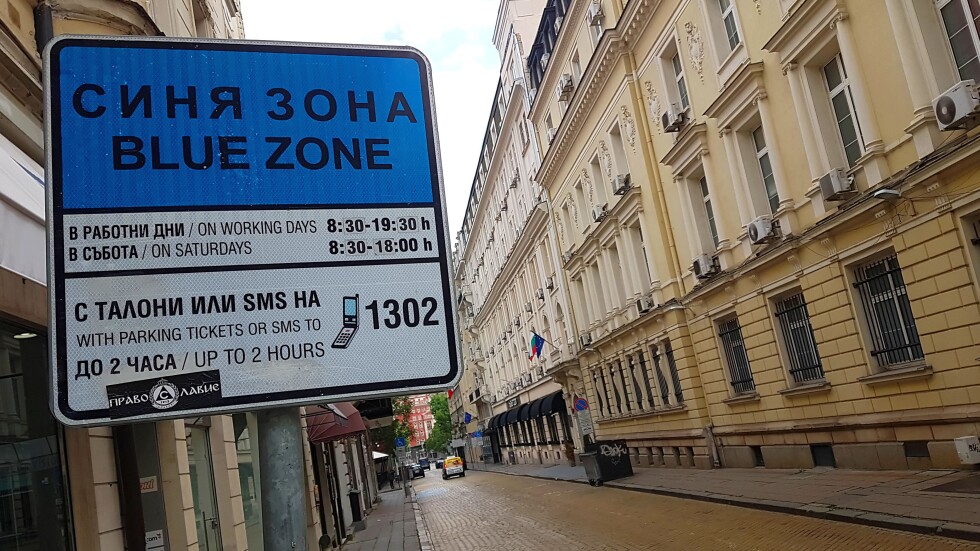 СИНЯ ЗОНА
BLUE ZONE
В РАБОТНИ ДНИ / ON WORKING DAYS 8:30-19:30 h
В СЪБОТА / ON SATURDAYS 8:30-18:00 h
С ТАЛОНИ ИЛИ SMS НА
WITH PARKING TICKETS OR SMS TO
1302
ДО 2 ЧАСА / UP TO 2 HOURS
ПРАВОСЛАВИЕ